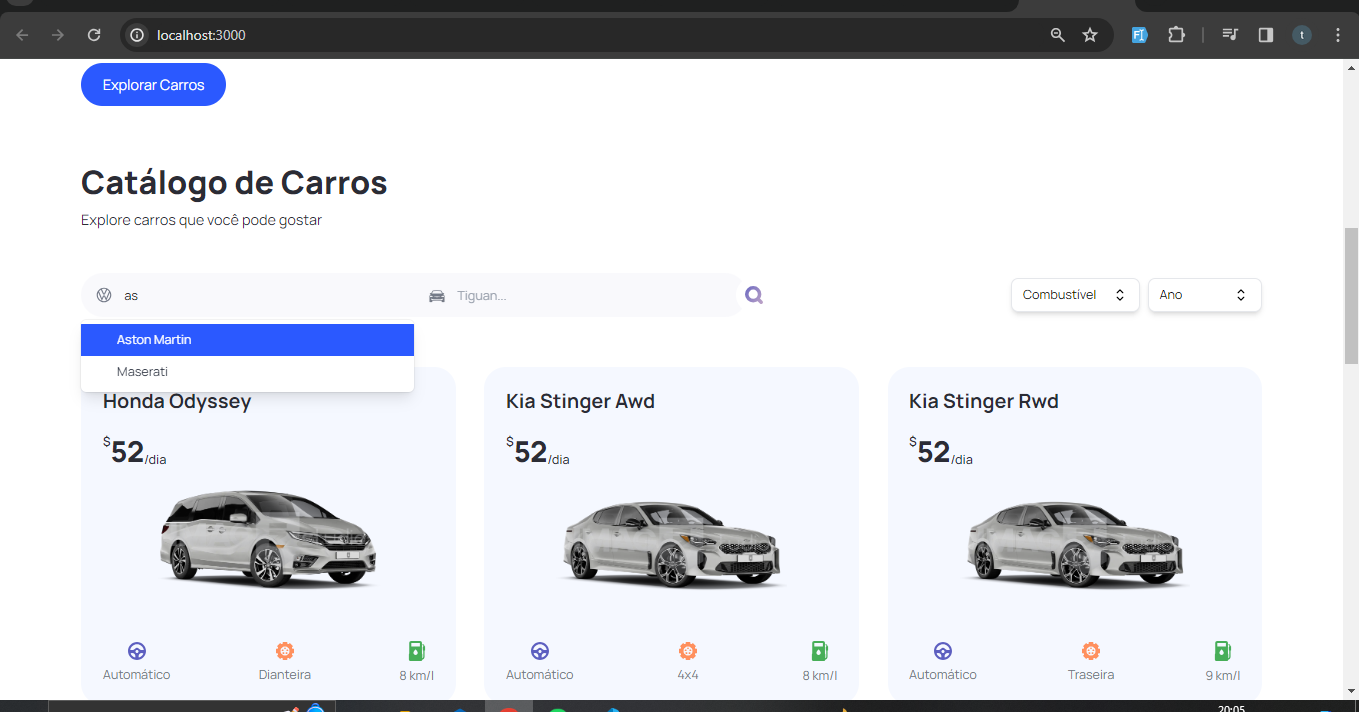 localhost:3000
t
Explorar Carros
Catálogo de Carros
Explore carros que você pode gostar
as
Tiguan...
Combustível
Ano
Aston Martin
Maserati
Honda Odyssey
Kia Stinger Awd
Kia Stinger Rwd
$52/dia
$52/dia
$52/dia
Automático
Dianteira
8 km/l
Automático
4x4
8 km/l
Automático
Traseira
9 km/l
20:05